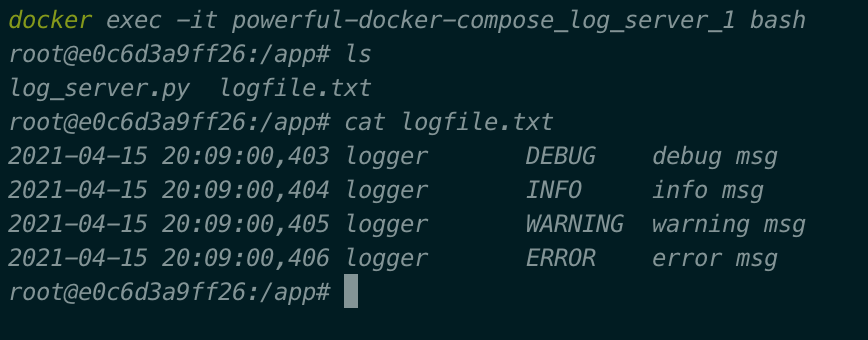 docker exec -it powerful-docker-compose_log_server_1 bash
root@e0c6d3a9ff26:/app# ls
log_server.py  logfile.txt
root@e0c6d3a9ff26:/app# cat logfile.txt
2021-04-15 20:09:00,403 logger       DEBUG    debug msg
2021-04-15 20:09:00,404 logger       INFO     info msg
2021-04-15 20:09:00,405 logger       WARNING  warning msg
2021-04-15 20:09:00,406 logger       ERROR    error msg
root@e0c6d3a9ff26:/app#